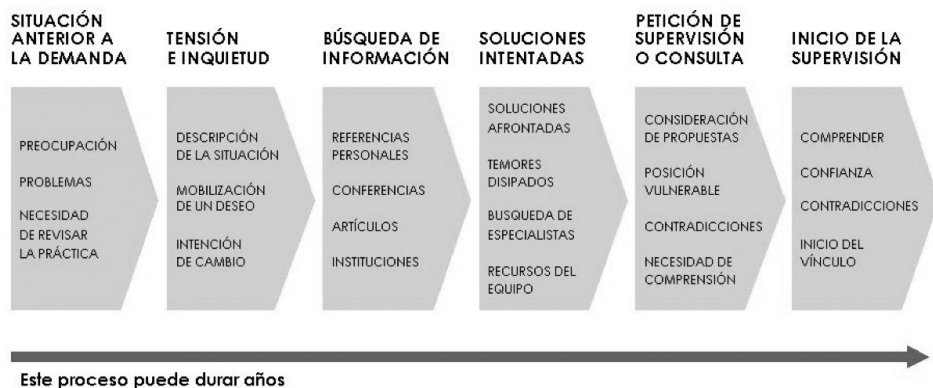 SITUACIÓN
ANTERIOR A
LA DEMANDA
PREOCUPACIÓN
PROBLEMAS
NECESIDAD
DE REVISAR
LA PRÁCTICA
TENSIÓN
E INQUIETUD
DESCRIPCIÓN
DE LA SITUACIÓN
MOBILIZACIÓN
DE UN DESEO
INTENCIÓN
DE CAMBIO
BÚSQUEDA DE
INFORMACIÓN
REFERENCIAS
PERSONALES
CONFERENCIAS
ARTÍCULOS
INSTITUCIONES
SOLUCIONES
INTENTADAS
SOLUCIONES
AFRONTADAS
TEMORES
DISIPADOS
BUSQUEDA DE
ESPECIALISTAS
RECURSOS DEL
EQUIPO
PETICIÓN DE
SUPERVISIÓN
O CONSULTA
CONSIDERACIÓN
DE PROPUESTAS
POSICIÓN
VULNERABLE
CONTRADICCIONES
NECESIDAD DE
COMPRENSIÓN
INICIO DE LA
SUPERVISIÓN
COMPRENDER
CONFIANZA
CONTRADICCIONES
INICIO DEL
VÍNCULO
Este proceso puede durar años